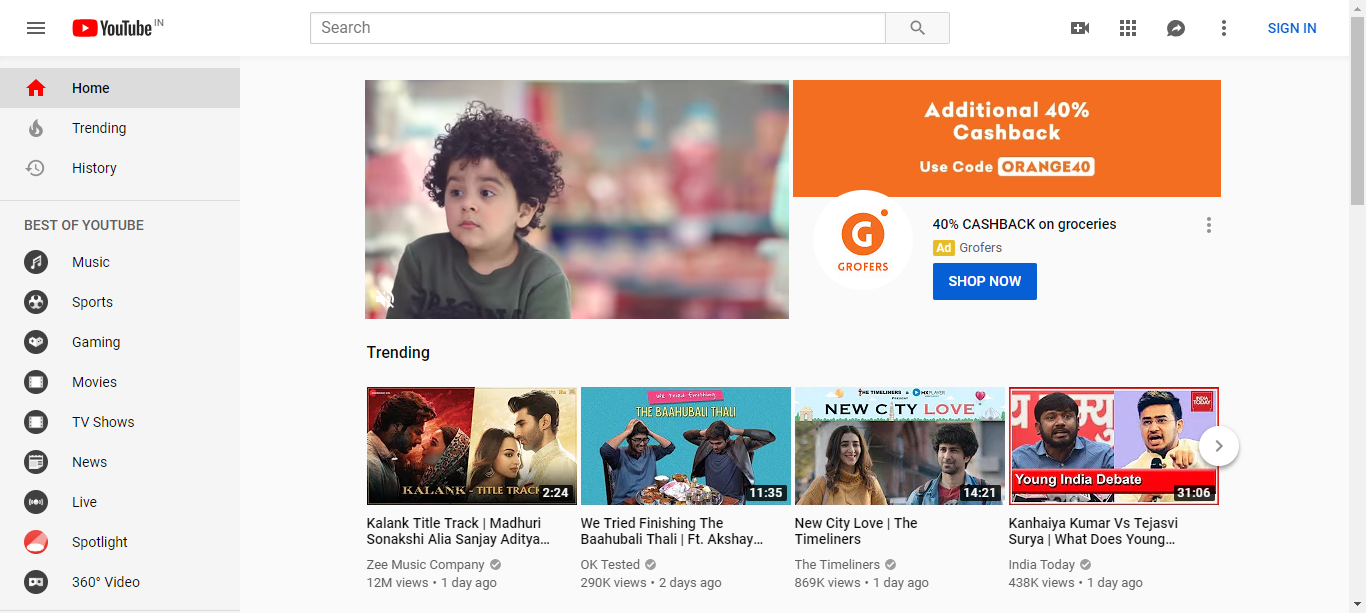 YouTube IN
Search
SIGN IN
Home
Trending
History
BEST OF YOUTUBE
Music
Sports
Gaming
Movies
TV Shows
News
Live
Spotlight
360° Video
Additional 40%
Cashback
Use Code ORANGE40
G
GROFERS
40% CASHBACK on groceries
Ad Grofers
SHOP NOW
Trending
KALANK - TITLE TRACK
2:24
Kalank Title Track | Madhuri
Sonakshi Alia Sanjay Aditya...
Zee Music Company
12M views • 1 day ago
We Tried Finishing
THE BAAHUBALI THALI
11:35
We Tried Finishing The
Baahubali Thali | Ft. Akshay...
OK Tested
290K views • 2 days ago
THE TIMELINERS & MX PLAYER
PRESENT
NEW CITY LOVE
14:21
New City Love | The
Timeliners
The Timeliners
869K views • 1 day ago
INDIA
TODAY
Young India Debate
31:06
Kanhaiya Kumar Vs Tejasvi
Surya | What Does Young...
India Today
438K views • 1 day ago